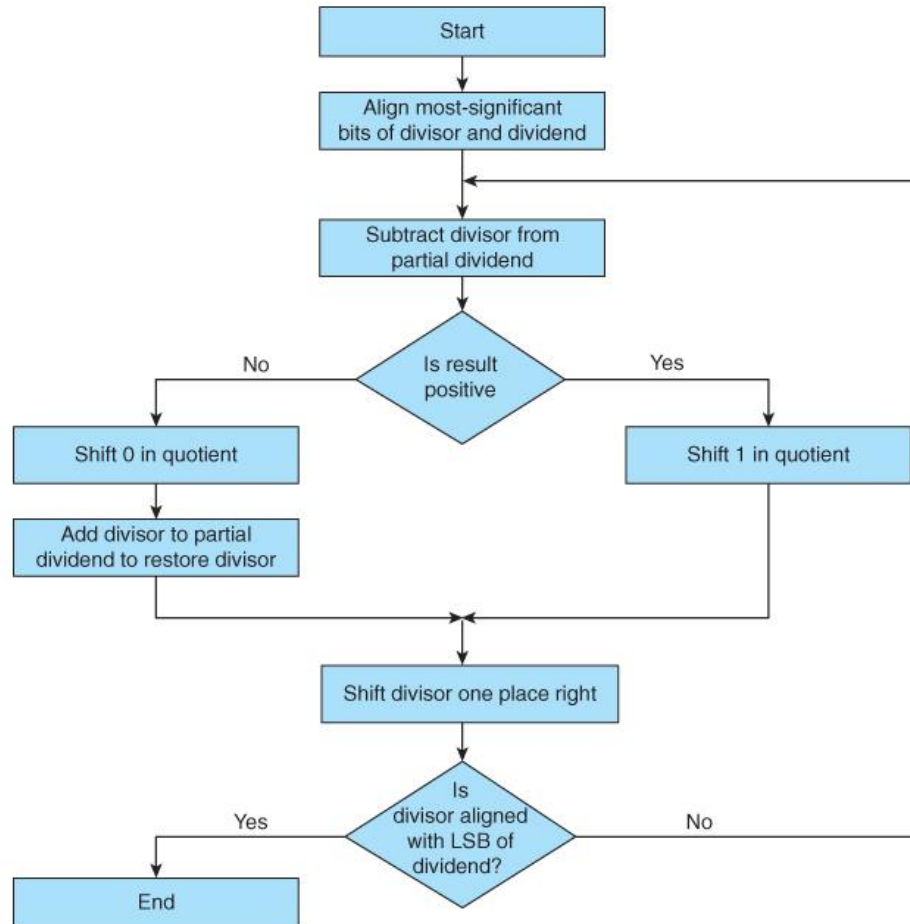 Start
Align most-significant
bits of divisor and dividend
Subtract divisor from
partial dividend
Is result
positive
No
Yes
Shift 0 in quotient
Shift 1 in quotient
Add divisor to partial
dividend to restore divisor
Shift divisor one place right
Is
divisor aligned
with LSB of
dividend?
Yes
No
End